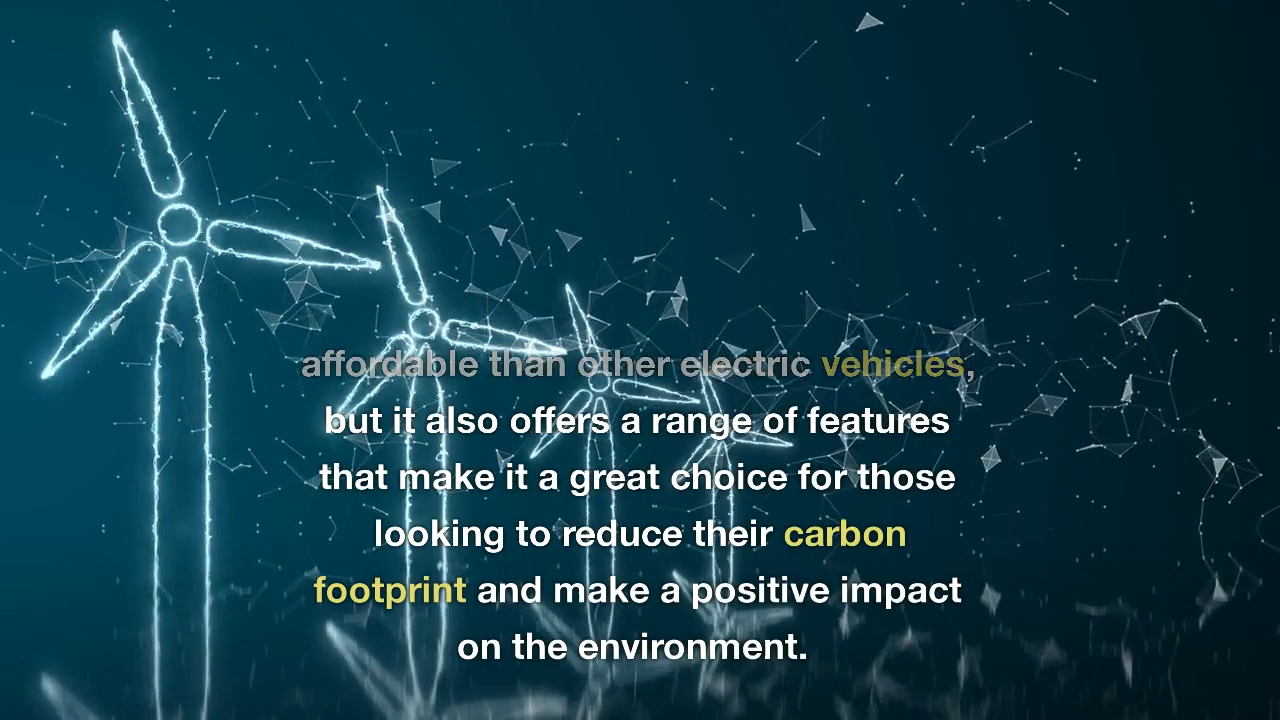 affordable than other electric vehicles,
but it also offers a range of features
that make it a great choice for those
looking to reduce their carbon
footprint and make a positive impact
on the environment.